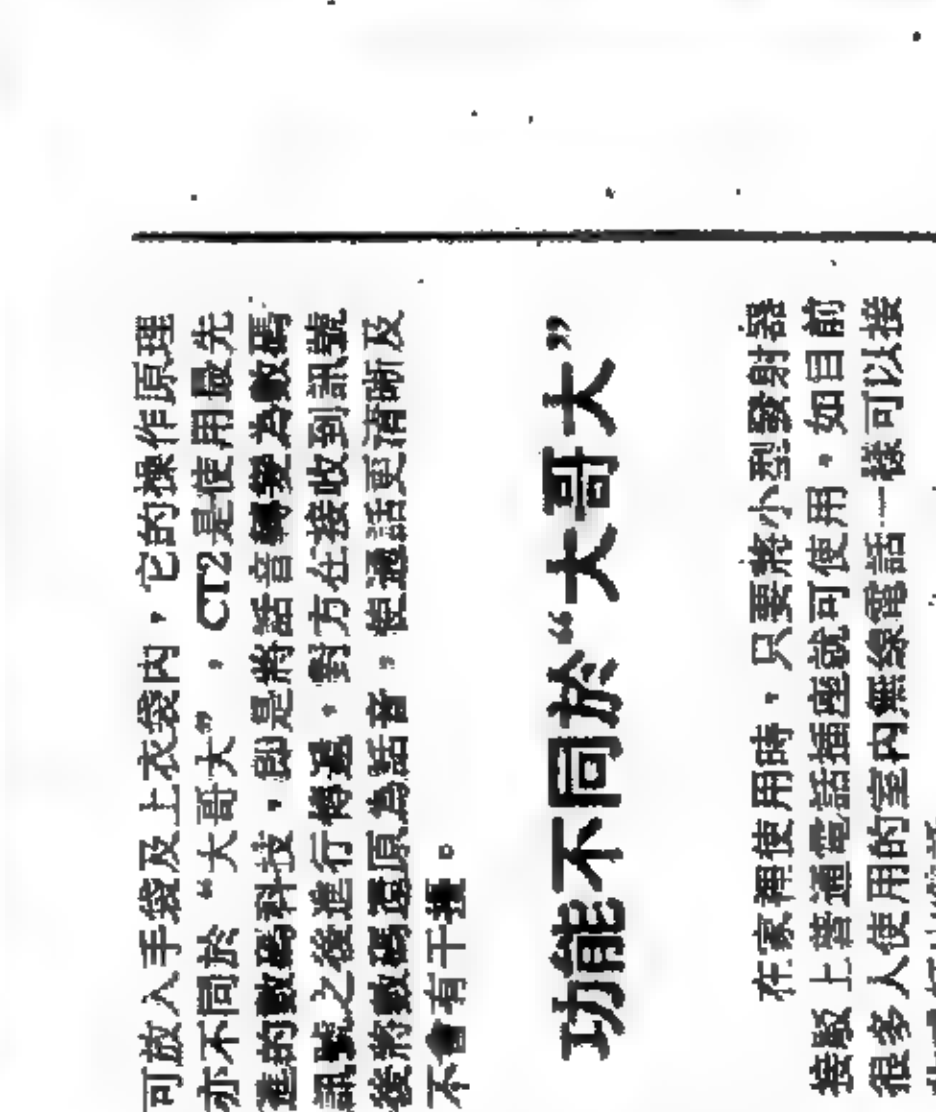 可放入手袋及上衣袋內,它的操作原理
亦不同於“大哥大”,CT2是使用最先
進的數碼科技,即是將話音轉變為數碼
訊號之後進行傳遞,對方在接收到訊號
後將數碼還原為話音,使通話更清晰及
不會有干擾。
功能不同於“大哥大”
在家裡使用時,只要將小型發射器
接駁上普通電話插座就可使用,如目前
很多人使用的室內無線電話一樣可以接